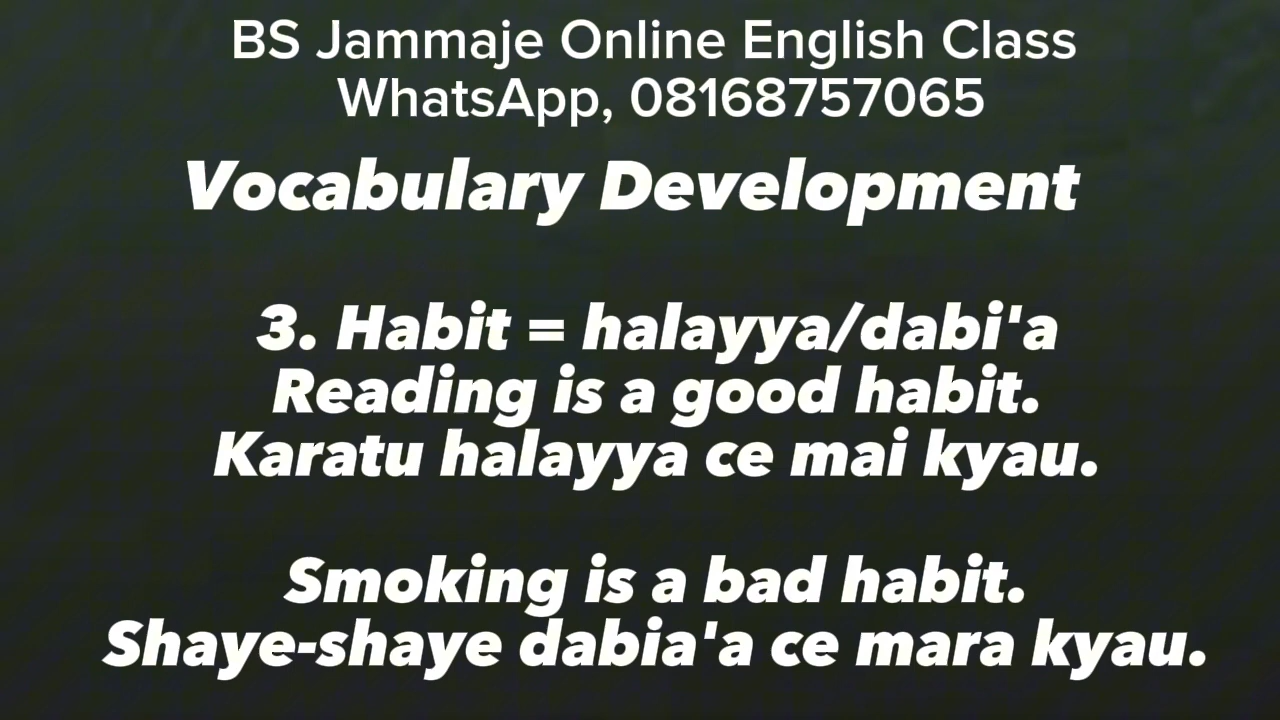 BS Jammaje Online English Class
WhatsApp, 08168757065
Vocabulary Development
3. Habit = halayya/dabi'a
Reading is a good habit.
Karatu halayya ce mai kyau.
Smoking is a bad habit.
Shaye-shaye dabia'a ce mara kyau.